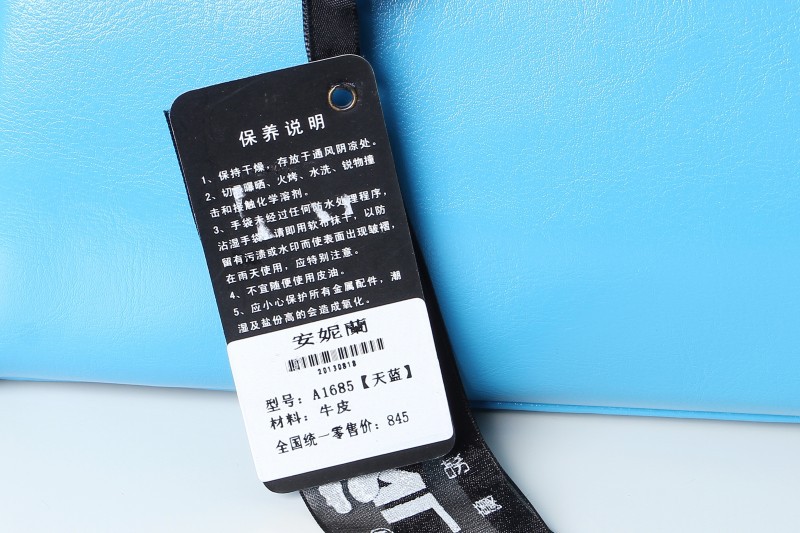 保养说明
1、保持干燥,存放于通风阴凉处。
2、切忌曝晒、火烤、水洗、锐物撞
击和接触化学溶剂。
3、手袋未经过任何防水处理程序,
沾湿手袋 请即用软布抹干,以防
留有污渍或水印而使表面出现皱褶,
在雨天使用,应特别注意。
4、不宜随便使用皮油。
5、应小心保护所有金属配件,潮
湿及盐份高的会造成氧化。
安妮蘭
20130818
型号:A1685【天蓝】
材料:牛皮
全国统一零售价:845